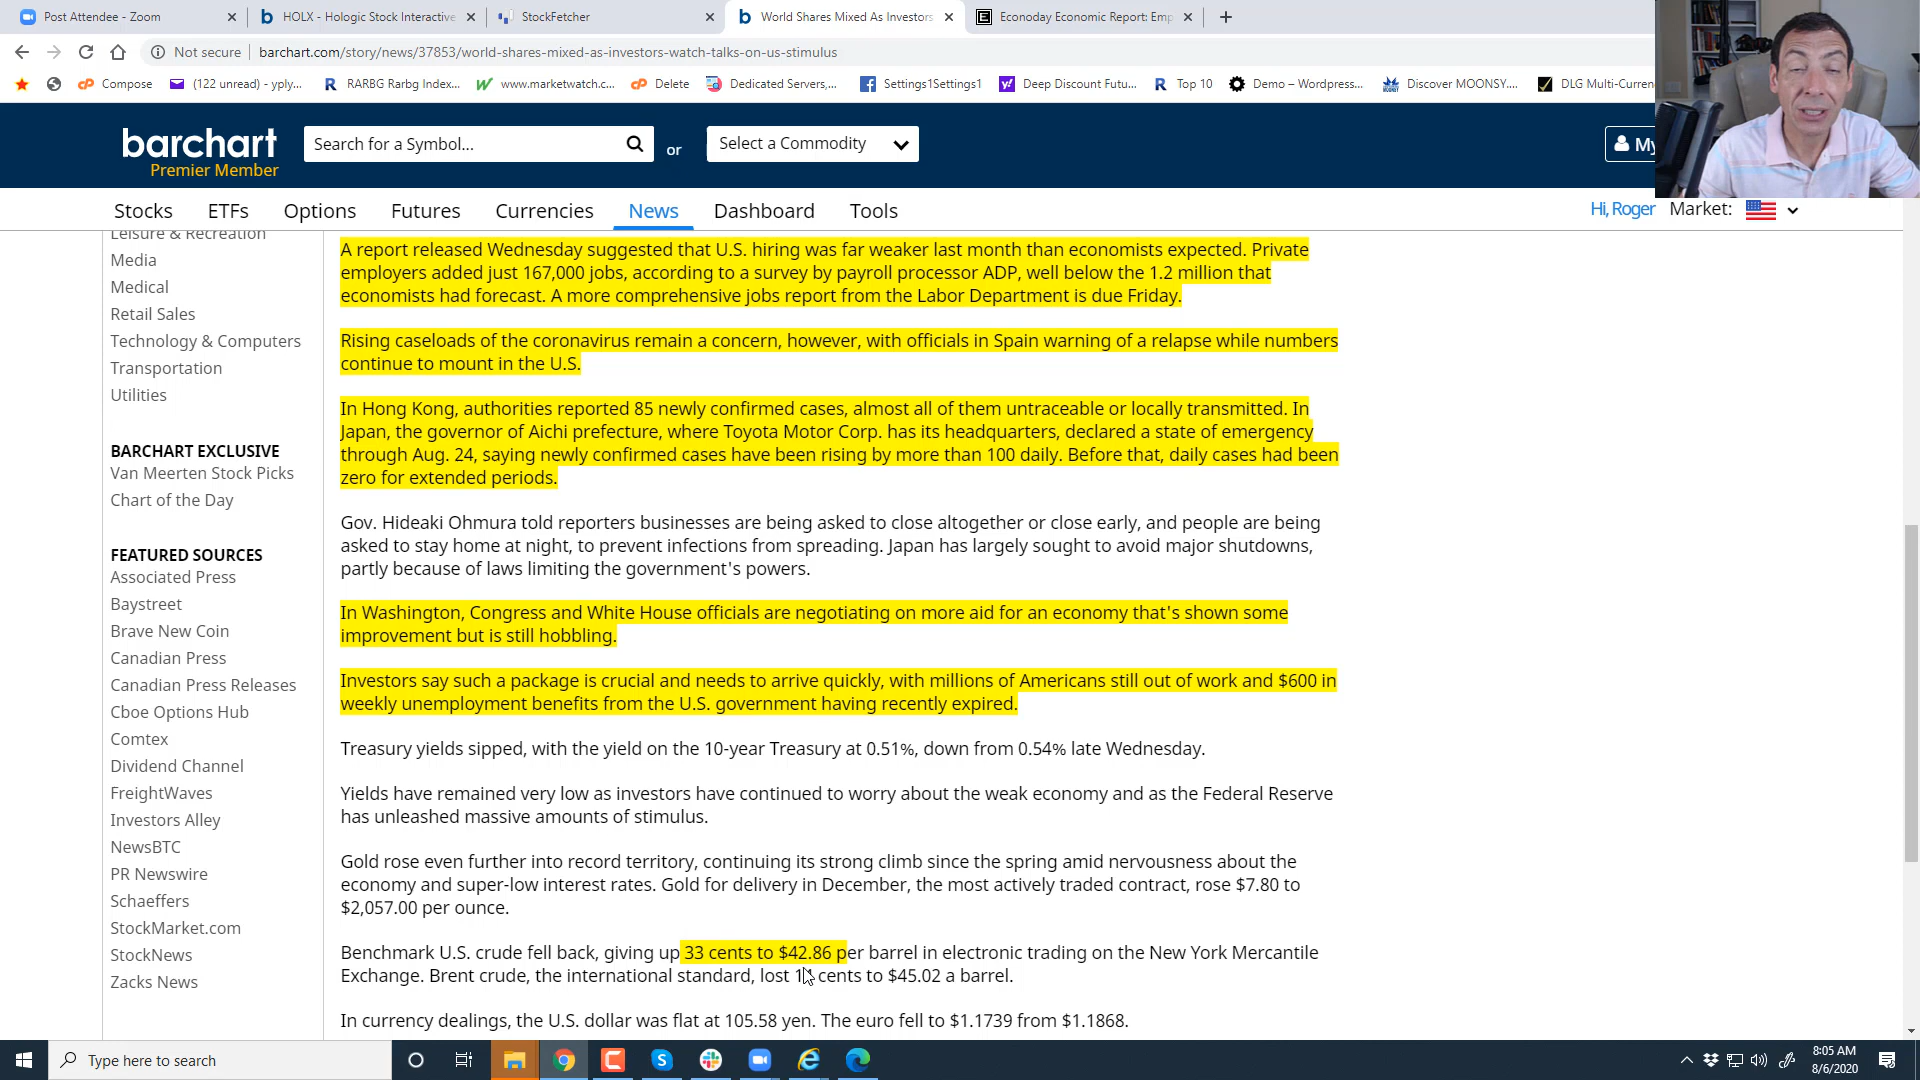 Post Attendee - Zoom
HOLX - Hologic Stock Interactive
StockFetcher
World Shares Mixed As Investors
Econoday Economic Report: Emp
Not secure
barchart.com/story/news/37853/world-shares-mixed-as-investors-watch-talks-on-us-stimulus
Compose
(122 unread) - yply...
RARBG Rarbg Index...
www.marketwatch.c...
Delete
Dedicated Servers,...
Settings1Settings1
Deep Discount Futu...
Top 10
Demo – Wordpress...
Discover MOONSY....
DLG Multi-Curren
barchart
Premier Member
Search for a Symbol...
or
Select a Commodity
My
Stocks
ETFs
Options
Futures
Currencies
News
Dashboard
Tools
Hi, Roger
Market:
Leisure & Recreation
Media
Medical
Retail Sales
Technology & Computers
Transportation
Utilities
BARCHART EXCLUSIVE
Van Meerten Stock Picks
Chart of the Day
FEATURED SOURCES
Associated Press
Baystreet
Brave New Coin
Canadian Press
Canadian Press Releases
Cboe Options Hub
Comtex
Dividend Channel
FreightWaves
Investors Alley
NewsBTC
PR Newswire
Schaeffers
StockMarket.com
StockNews
Zacks News
A report released Wednesday suggested that U.S. hiring was far weaker last month than economists expected. Private
employers added just 167,000 jobs, according to a survey by payroll processor ADP, well below the 1.2 million that
economists had forecast. A more comprehensive jobs report from the Labor Department is due Friday.
Rising caseloads of the coronavirus remain a concern, however, with officials in Spain warning of a relapse while numbers
continue to mount in the U.S.
In Hong Kong, authorities reported 85 newly confirmed cases, almost all of them untraceable or locally transmitted. In
Japan, the governor of Aichi prefecture, where Toyota Motor Corp. has its headquarters, declared a state of emergency
through Aug. 24, saying newly confirmed cases have been rising by more than 100 daily. Before that, daily cases had been
zero for extended periods.
Gov. Hideaki Ohmura told reporters businesses are being asked to close altogether or close early, and people are being
asked to stay home at night, to prevent infections from spreading. Japan has largely sought to avoid major shutdowns,
partly because of laws limiting the government's powers.
In Washington, Congress and White House officials are negotiating on more aid for an economy that's shown some
improvement but is still hobbling.
Investors say such a package is crucial and needs to arrive quickly, with millions of Americans still out of work and $600 in
weekly unemployment benefits from the U.S. government having recently expired.
Treasury yields sipped, with the yield on the 10-year Treasury at 0.51%, down from 0.54% late Wednesday.
Yields have remained very low as investors have continued to worry about the weak economy and as the Federal Reserve
has unleashed massive amounts of stimulus.
Gold rose even further into record territory, continuing its strong climb since the spring amid nervousness about the
economy and super-low interest rates. Gold for delivery in December, the most actively traded contract, rose $7.80 to
$2,057.00 per ounce.
Benchmark U.S. crude fell back, giving up 33 cents to $42.86 per barrel in electronic trading on the New York Mercantile
Exchange. Brent crude, the international standard, lost cents to $45.02 a barrel.
In currency dealings, the U.S. dollar was flat at 105.58 yen. The euro fell to $1.1739 from $1.1868.
Type here to search
8:05 AM
8/6/2020